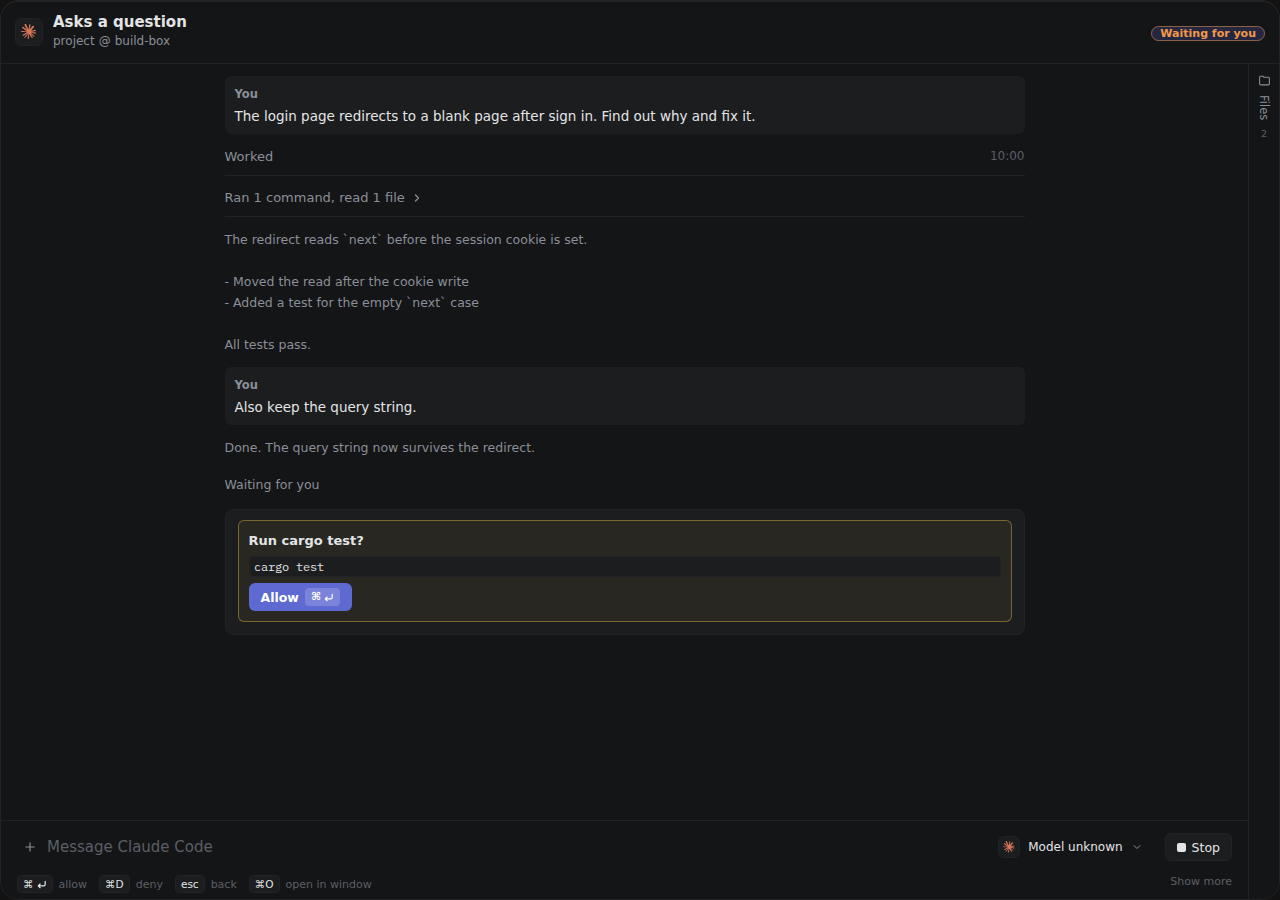 Asks a question
project @ build-box
Waiting for you
Files
2
You
The login page redirects to a blank page after sign in. Find out why and fix it.
Worked
10:00
Ran 1 command, read 1 file
The redirect reads `next` before the session cookie is set.
- Moved the read after the cookie write
- Added a test for the empty `next` case
All tests pass.
You
Also keep the query string.
Done. The query string now survives the redirect.
Waiting for you
Run cargo test?
cargo test
Allow ⌘ ↵
+ Message Claude Code
Model unknown
Stop
⌘ ↵ allow ⌘D deny esc back ⌘O open in window
Show more